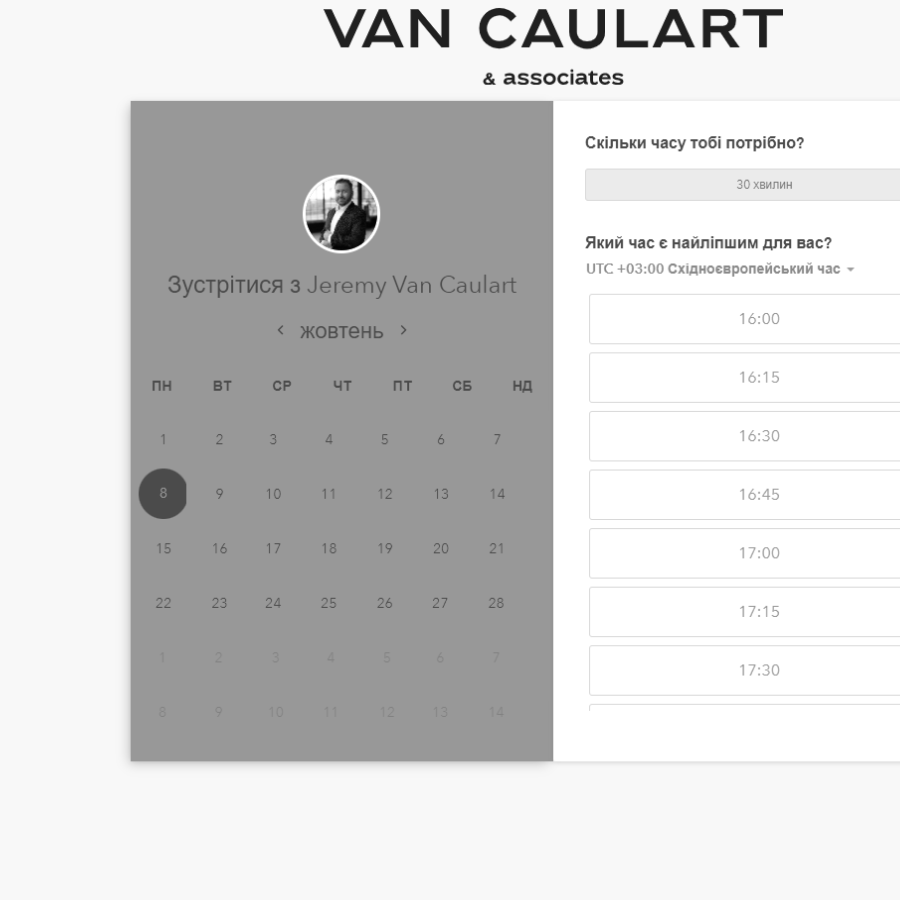 VAN CAULART
& associates
Зустрітися з Jeremy Van Caulart
жовтень
ПН ВТ СР ЧТ ПТ СБ НД
1 2 3 4 5 6 7
8 9 10 11 12 13 14
15 16 17 18 19 20 21
22 23 24 25 26 27 28
1 2 3 4 5 6 7
8 9 10 11 12 13 14
Скільки часу тобі потрібно?
30 хвилин
Який час є найліпшим для вас?
UTC +03:00 Східноєвропейський час
16:00
16:15
16:30
16:45
17:00
17:15
17:30